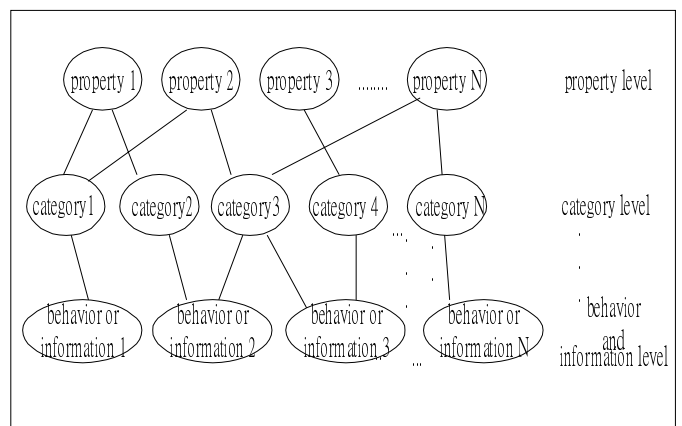 property 1 property 2 property 3 ........ property N property level
category1 category2 category3 category 4 category N category level
...
behavior or behavior or behavior or behavior or behavior
information 1 information 2 information 3 information N and
information level
...